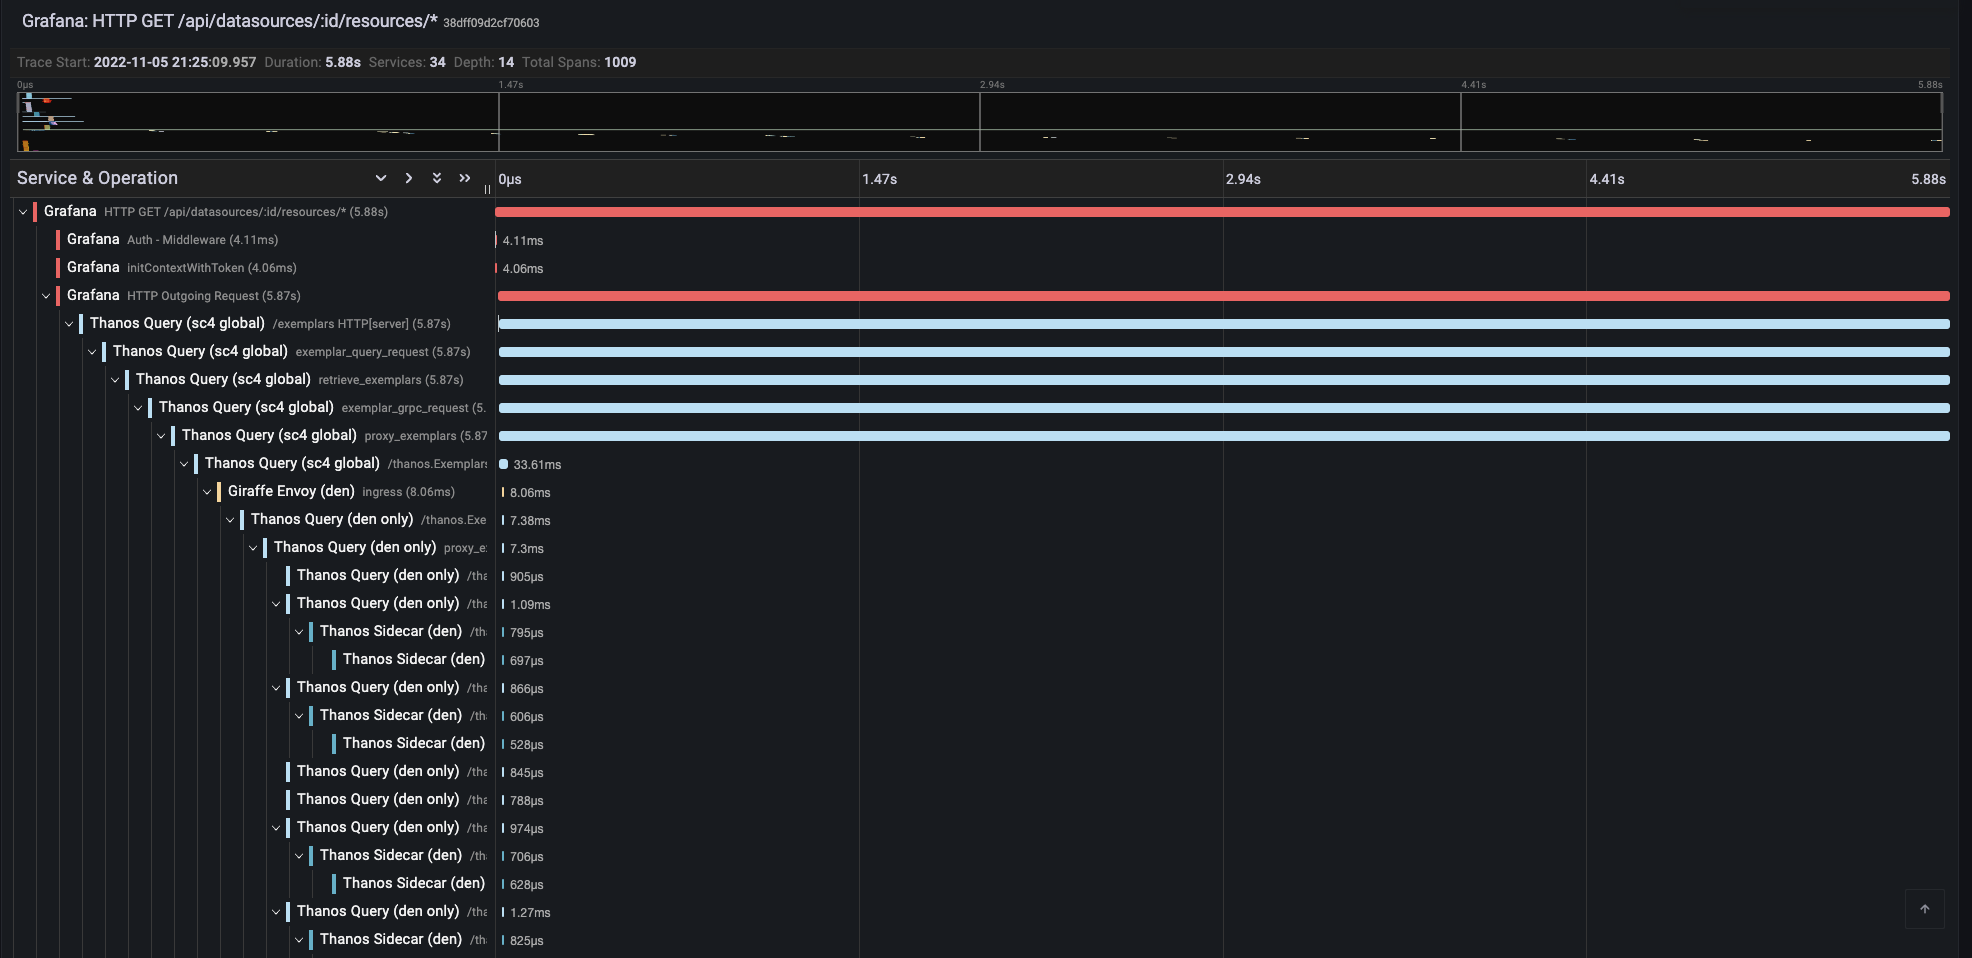 Grafana: HTTP GET /api/datasources/:id/resources/* 38dff09d2cf70603
Trace Start: 2022-11-05 21:25:09.957 Duration: 5.88s Services: 34 Depth: 14 Total Spans: 1009
0μs 1.47s 2.94s 4.41s 5.88s
Service & Operation 0μs 1.47s 2.94s 4.41s 5.88s
Grafana HTTP GET /api/datasources/:id/resources/* (5.88s)
Grafana Auth - Middleware (4.11ms) 4.11ms
Grafana initContextWithToken (4.06ms) 4.06ms
Grafana HTTP Outgoing Request (5.87s)
Thanos Query (sc4 global) /exemplars HTTP[server] (5.87s)
Thanos Query (sc4 global) exemplar_query_request (5.87s)
Thanos Query (sc4 global) retrieve_exemplars (5.87s)
Thanos Query (sc4 global) exemplar_grpc_request (5.
Thanos Query (sc4 global) proxy_exemplars (5.87
Thanos Query (sc4 global) /thanos.Exemplars 33.61ms
Giraffe Envoy (den) ingress (8.06ms) 8.06ms
Thanos Query (den only) /thanos.Exe 7.38ms
Thanos Query (den only) proxy_e 7.3ms
Thanos Query (den only) /tha 905μs
Thanos Query (den only) /tha 1.09ms
Thanos Sidecar (den) /th 795μs
Thanos Sidecar (den) 697μs
Thanos Query (den only) /tha 866μs
Thanos Sidecar (den) /th 606μs
Thanos Sidecar (den) 528μs
Thanos Query (den only) /tha 845μs
Thanos Query (den only) /tha 788μs
Thanos Query (den only) /tha 974μs
Thanos Sidecar (den) /th 706μs
Thanos Sidecar (den) 628μs
Thanos Query (den only) /tha 1.27ms
Thanos Sidecar (den) /th 825μs